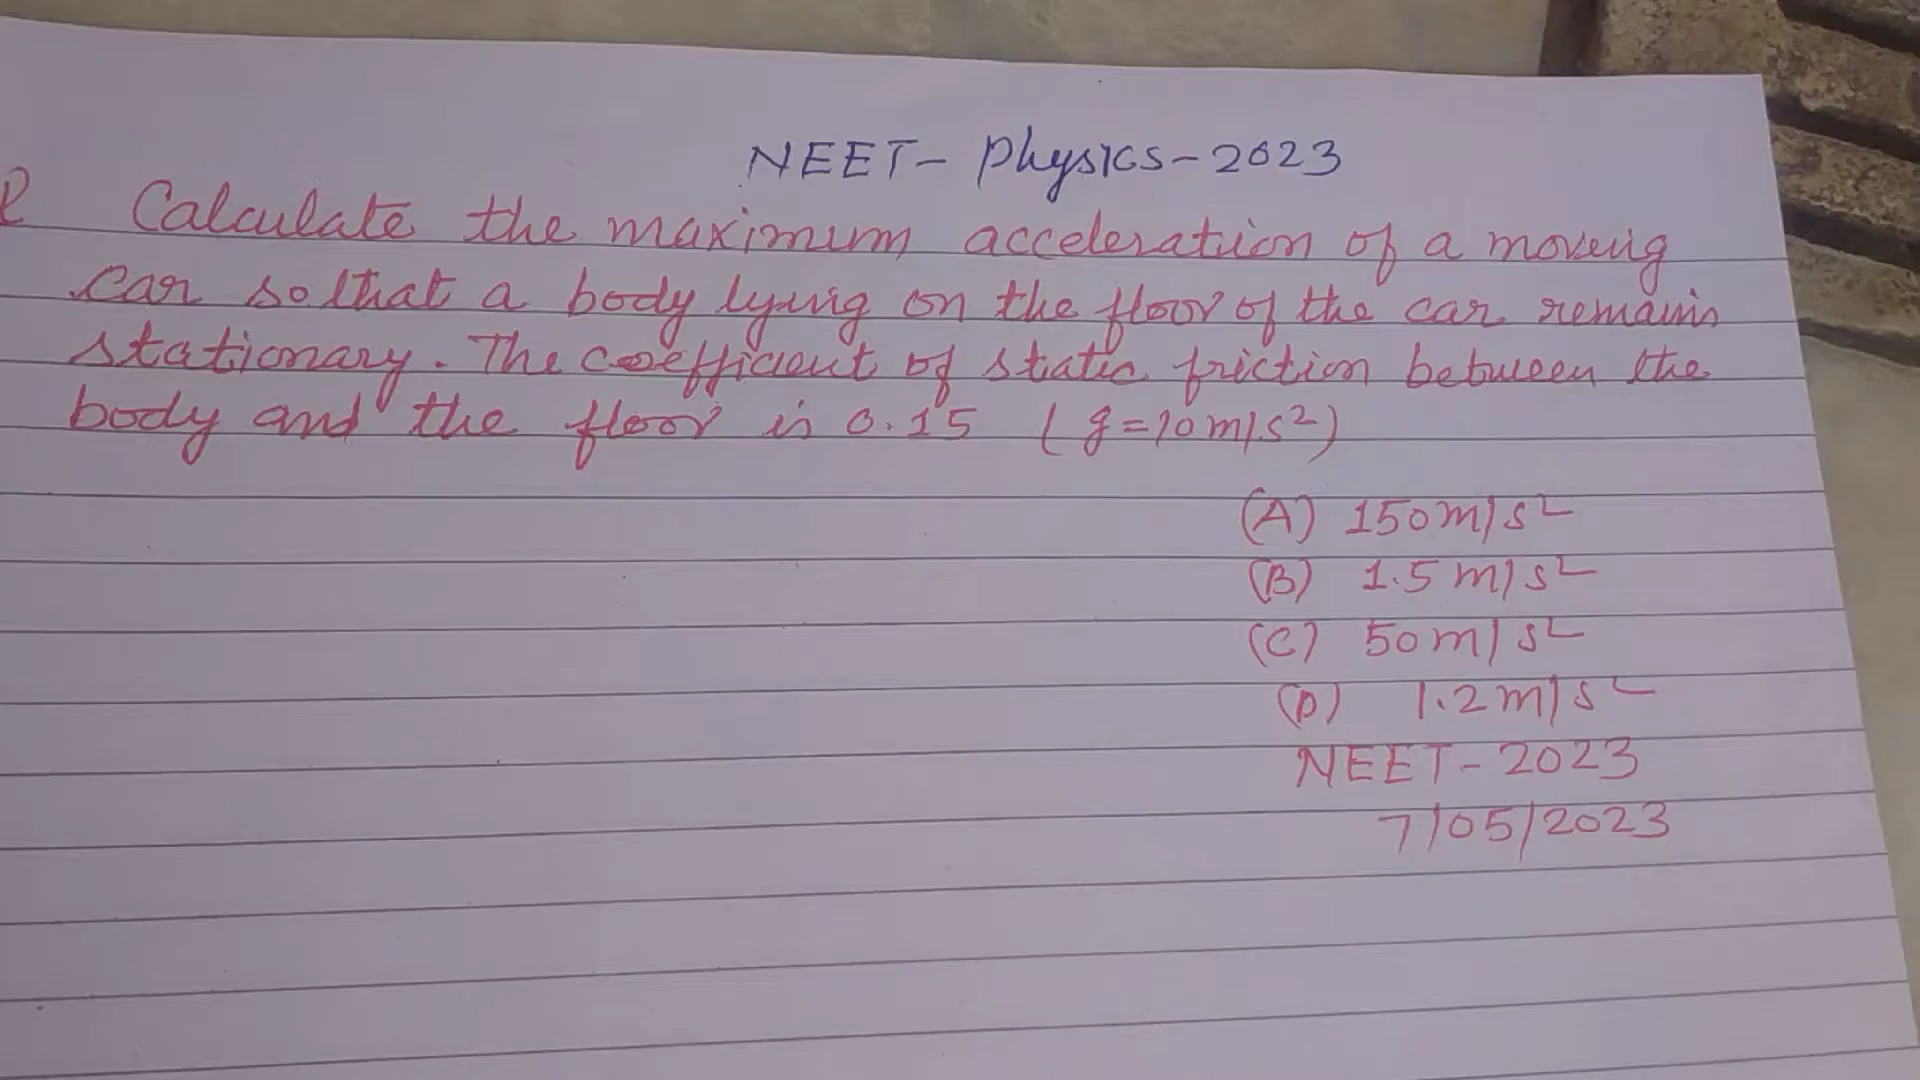 NEET- Physics-2023
Q Calculate the maximum acceleration of a moving
car so that a body lying on the floor of the car remains
stationary. The coefficient of static friction between the
body and the floor is 0.15 (g=10m/s²)
(A) 150m/s²
(B) 1.5m/s²
(C) 50m/s²
(D) 1.2m/s²
NEET-2023
7/05/2023